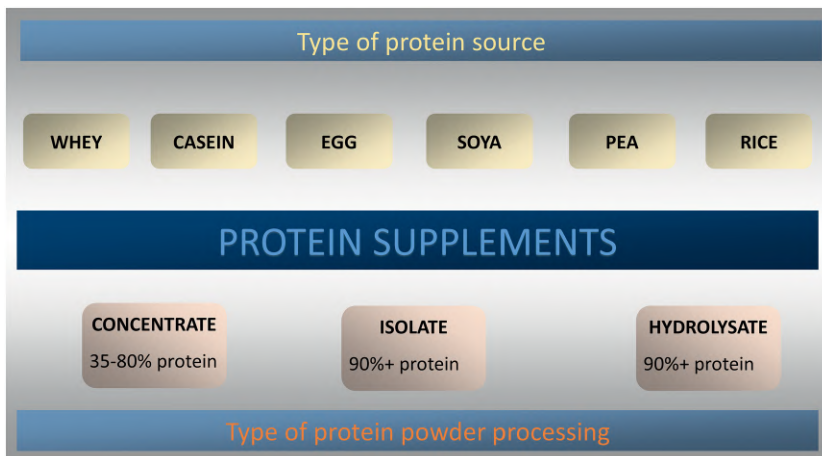 Type of protein source
WHEY
CASEIN
EGG
SOYA
PEA
RICE
PROTEIN SUPPLEMENTS
CONCENTRATE
35-80% protein
ISOLATE
90%+ protein
HYDROLYSATE
90%+ protein
Type of protein powder processing